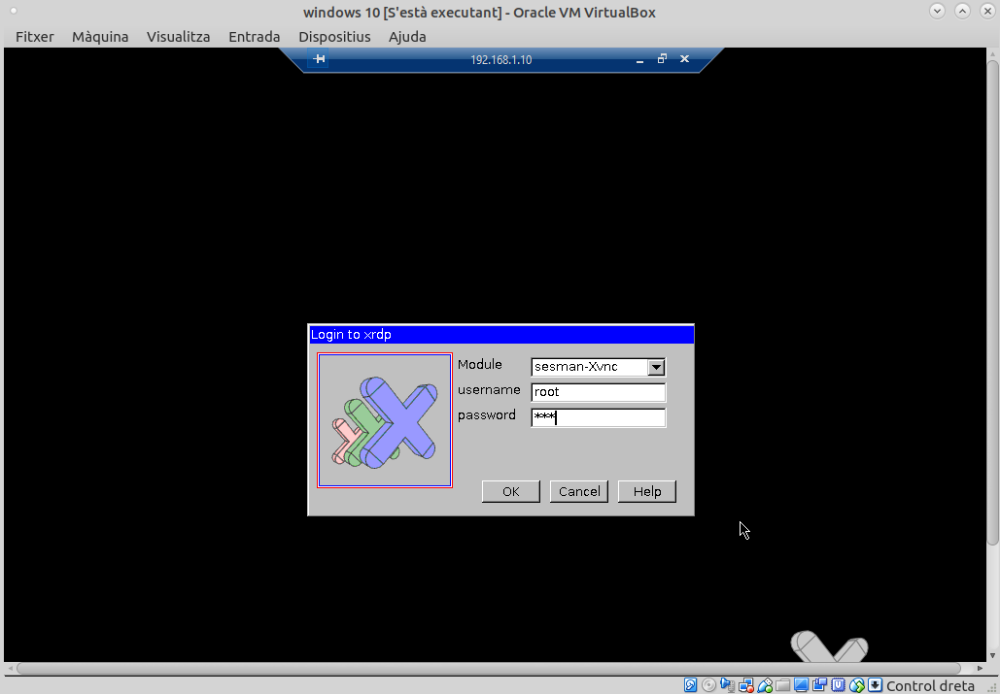 windows 10 [S'està executant] - Oracle VM VirtualBox
Fitxer Màquina Visualitza Entrada Dispositius Ajuda
192.168.1.10
Login to xrdp
Module sesman-Xvnc
username root
password ***
OK Cancel Help
Control dreta